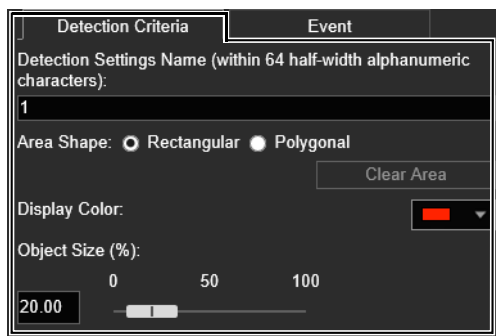 Detection Criteria Event
Detection Settings Name (within 64 half-width alphanumeric
characters):
1
Area Shape: Rectangular Polygonal
Clear Area
Display Color:
Object Size (%):
0 50 100
20.00